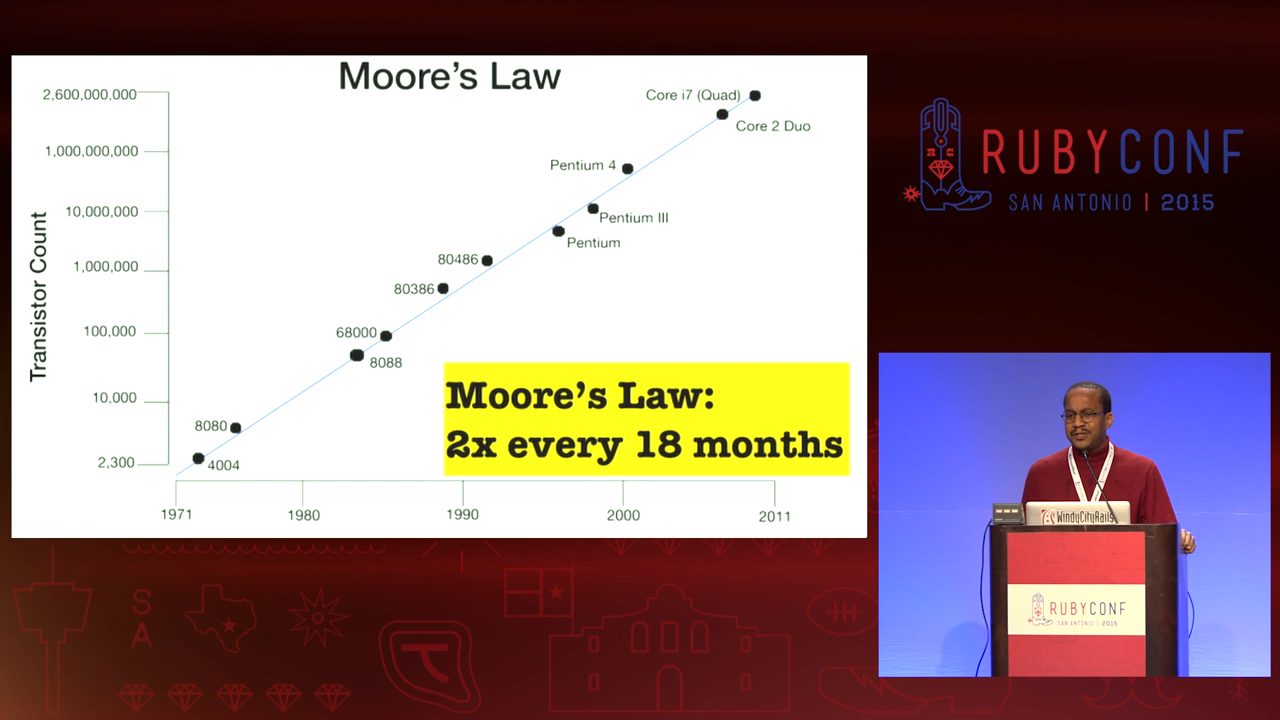 Moore's Law
2,600,000,000
1,000,000,000
10,000,000
1,000,000
100,000
10,000
2,300
Transistor Count
Core i7 (Quad)
Core 2 Duo
Pentium 4
Pentium III
Pentium
80486
80386
68000
8088
8080
4004
Moore's Law:
2x every 18 months
1971
1980
1990
2000
2011
RUBYCONF
SAN ANTONIO | 2015
WindyCityRails
RUBYCONF
SAN ANTONIO | 2015
S
A